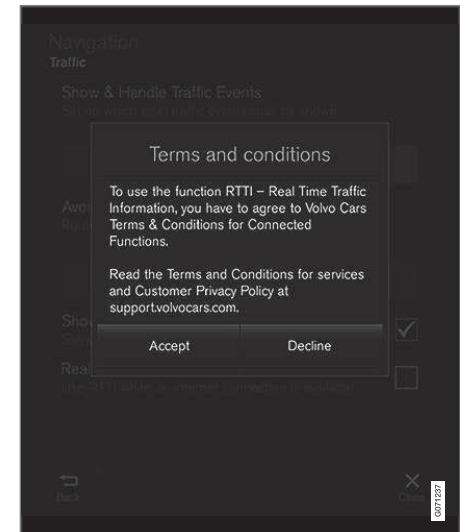 Navigation
Traffic
Show & Handle Traffic Events
Terms and conditions
To use the function RTTI – Real Time Traffic
Information, you have to agree to Volvo Cars
Terms & Conditions for Connected
Functions.
Read the Terms and Conditions for services
and Customer Privacy Policy at
support.volvocars.com.
Accept
Decline
Back
Close
G071237